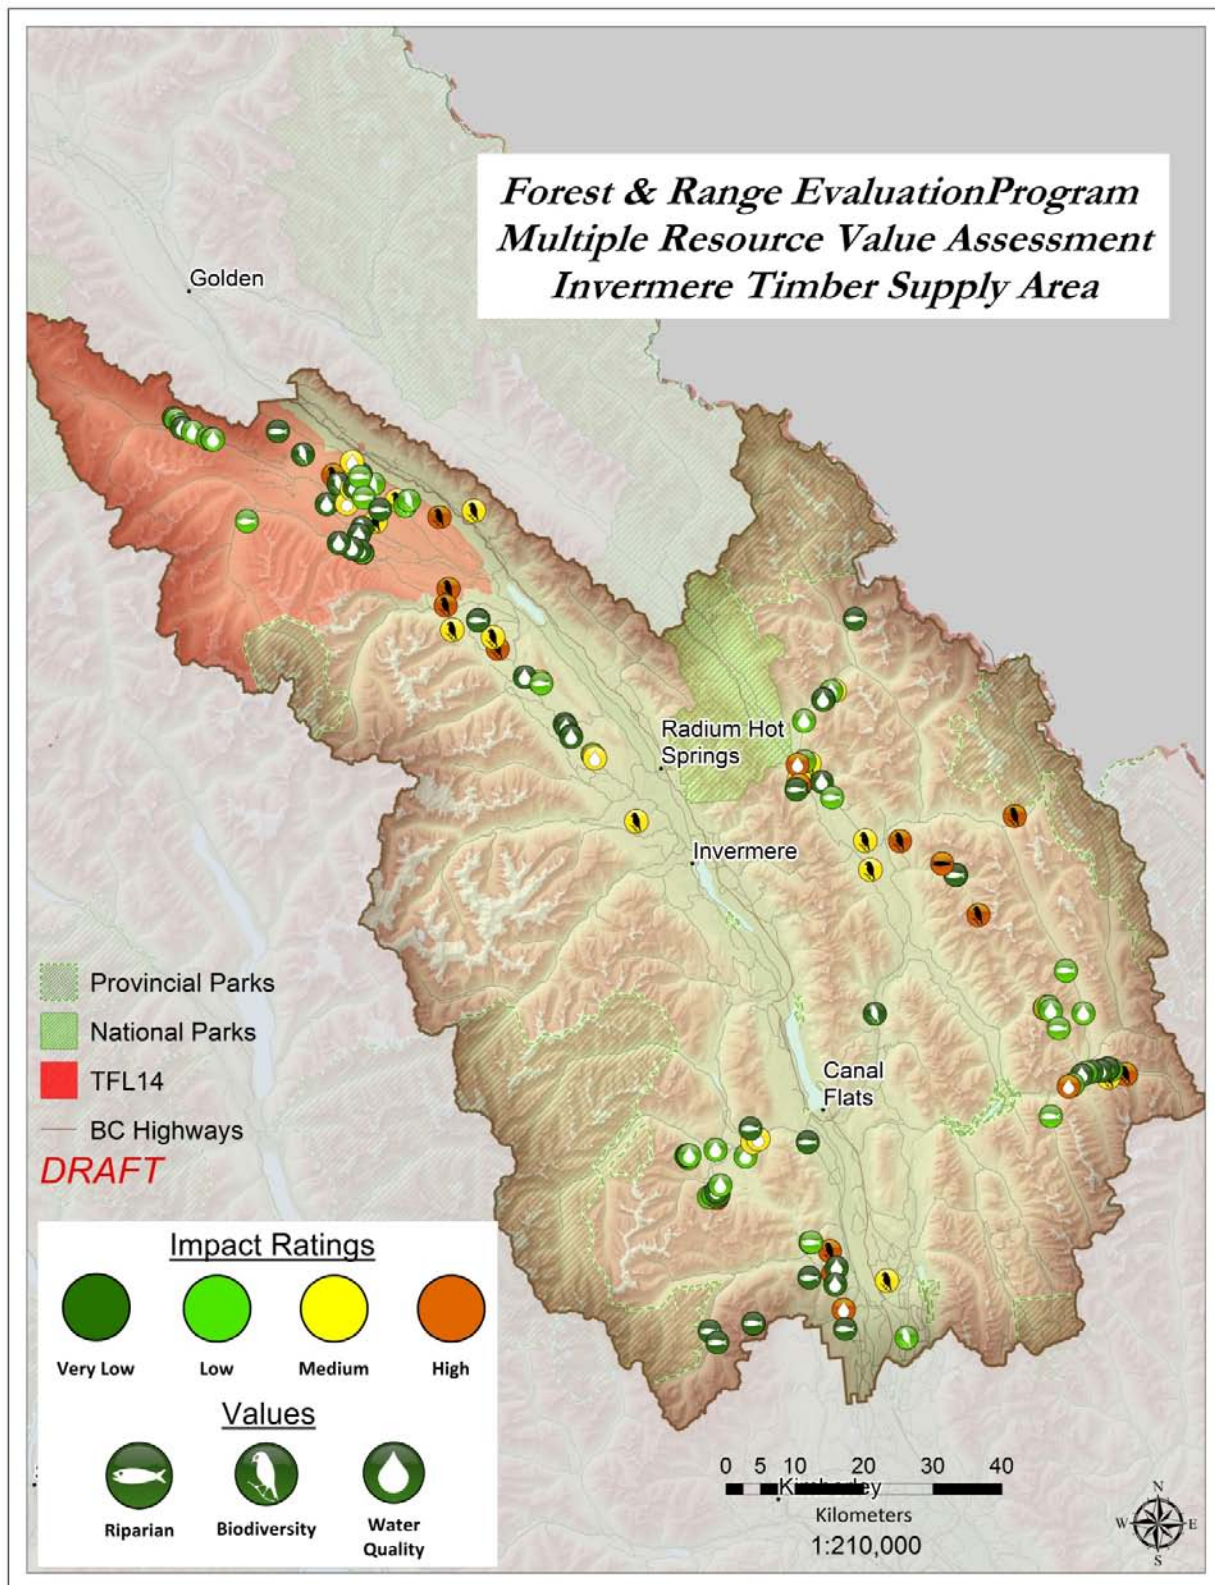 Forest & Range EvaluationProgram
Multiple Resource Value Assessment
Invermere Timber Supply Area
Golden
Radium Hot
Springs
Invermere
Canal
Flats
Provincial Parks
National Parks
TFL14
BC Highways
DRAFT
Impact Ratings
Very Low
Low
Medium
High
Values
Riparian
Biodiversity
Water
Quality
0 5 10 20 30 40
Kimberley
Kilometers
1:210,000
N
W E
S